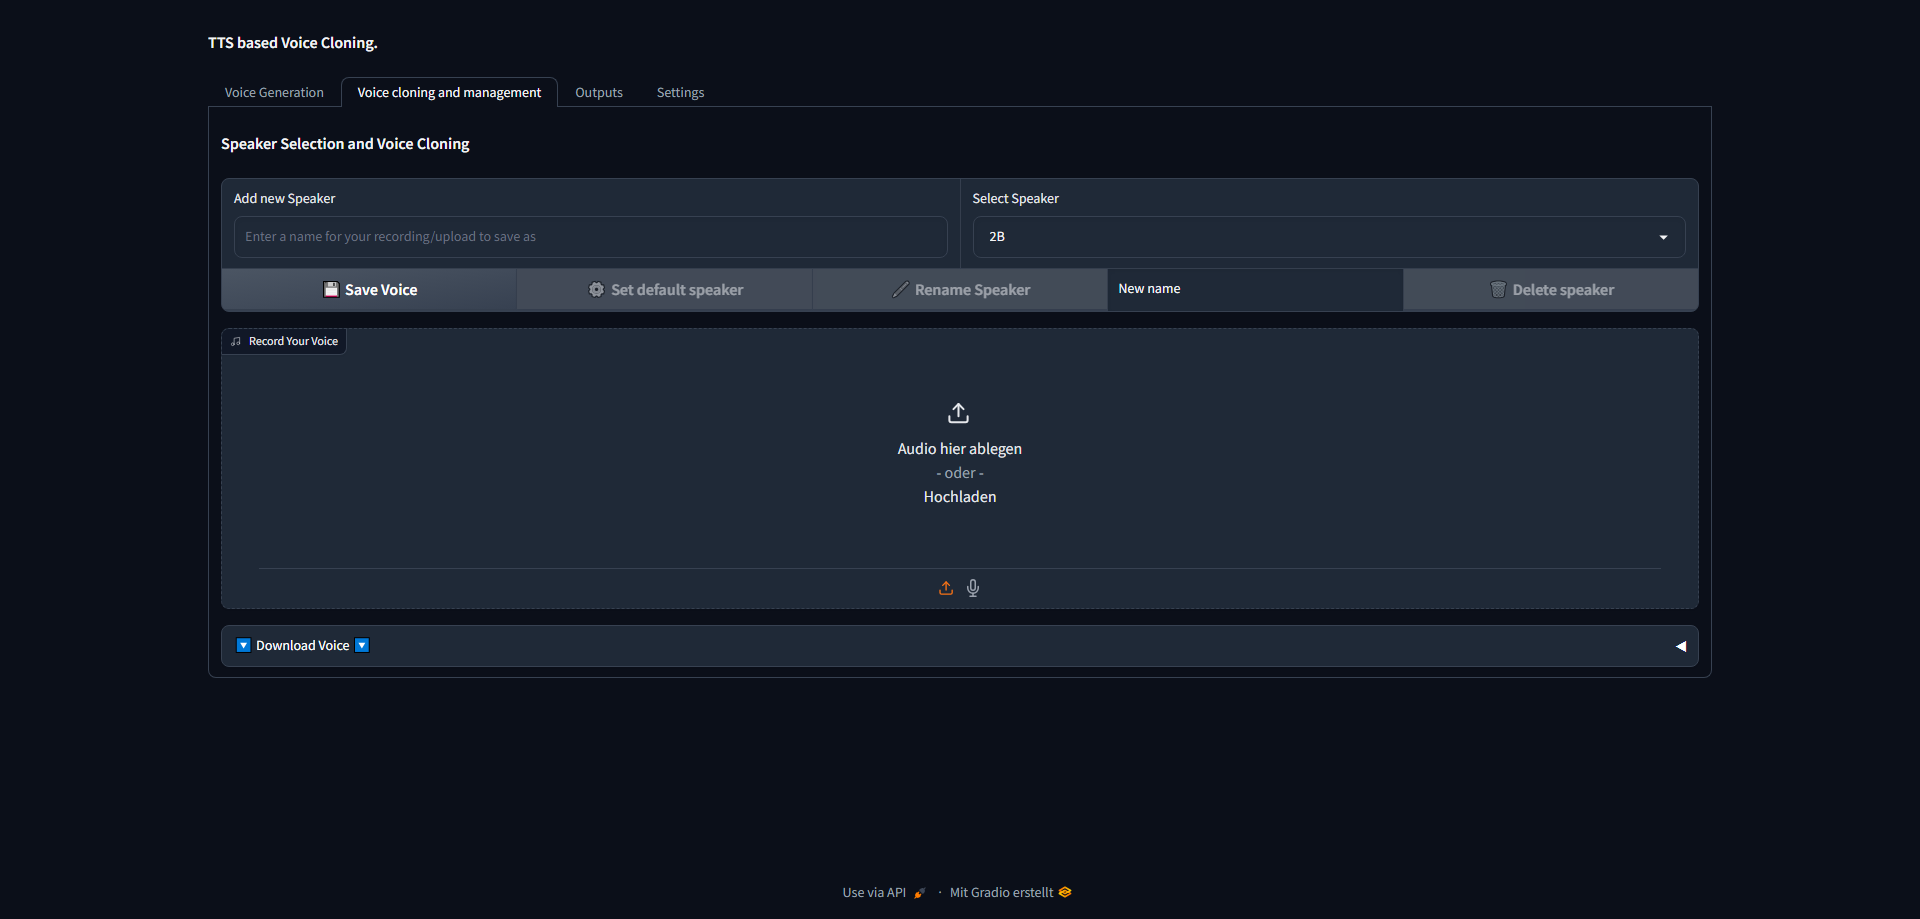 TTS based Voice Cloning.
Voice Generation
Voice cloning and management
Outputs
Settings
Speaker Selection and Voice Cloning
Add new Speaker
Enter a name for your recording/upload to save as
Select Speaker
2B
Save Voice
Set default speaker
Rename Speaker
New name
Delete speaker
Record Your Voice
Audio hier ablegen
- oder -
Hochladen
Download Voice
Use via API · Mit Gradio erstellt